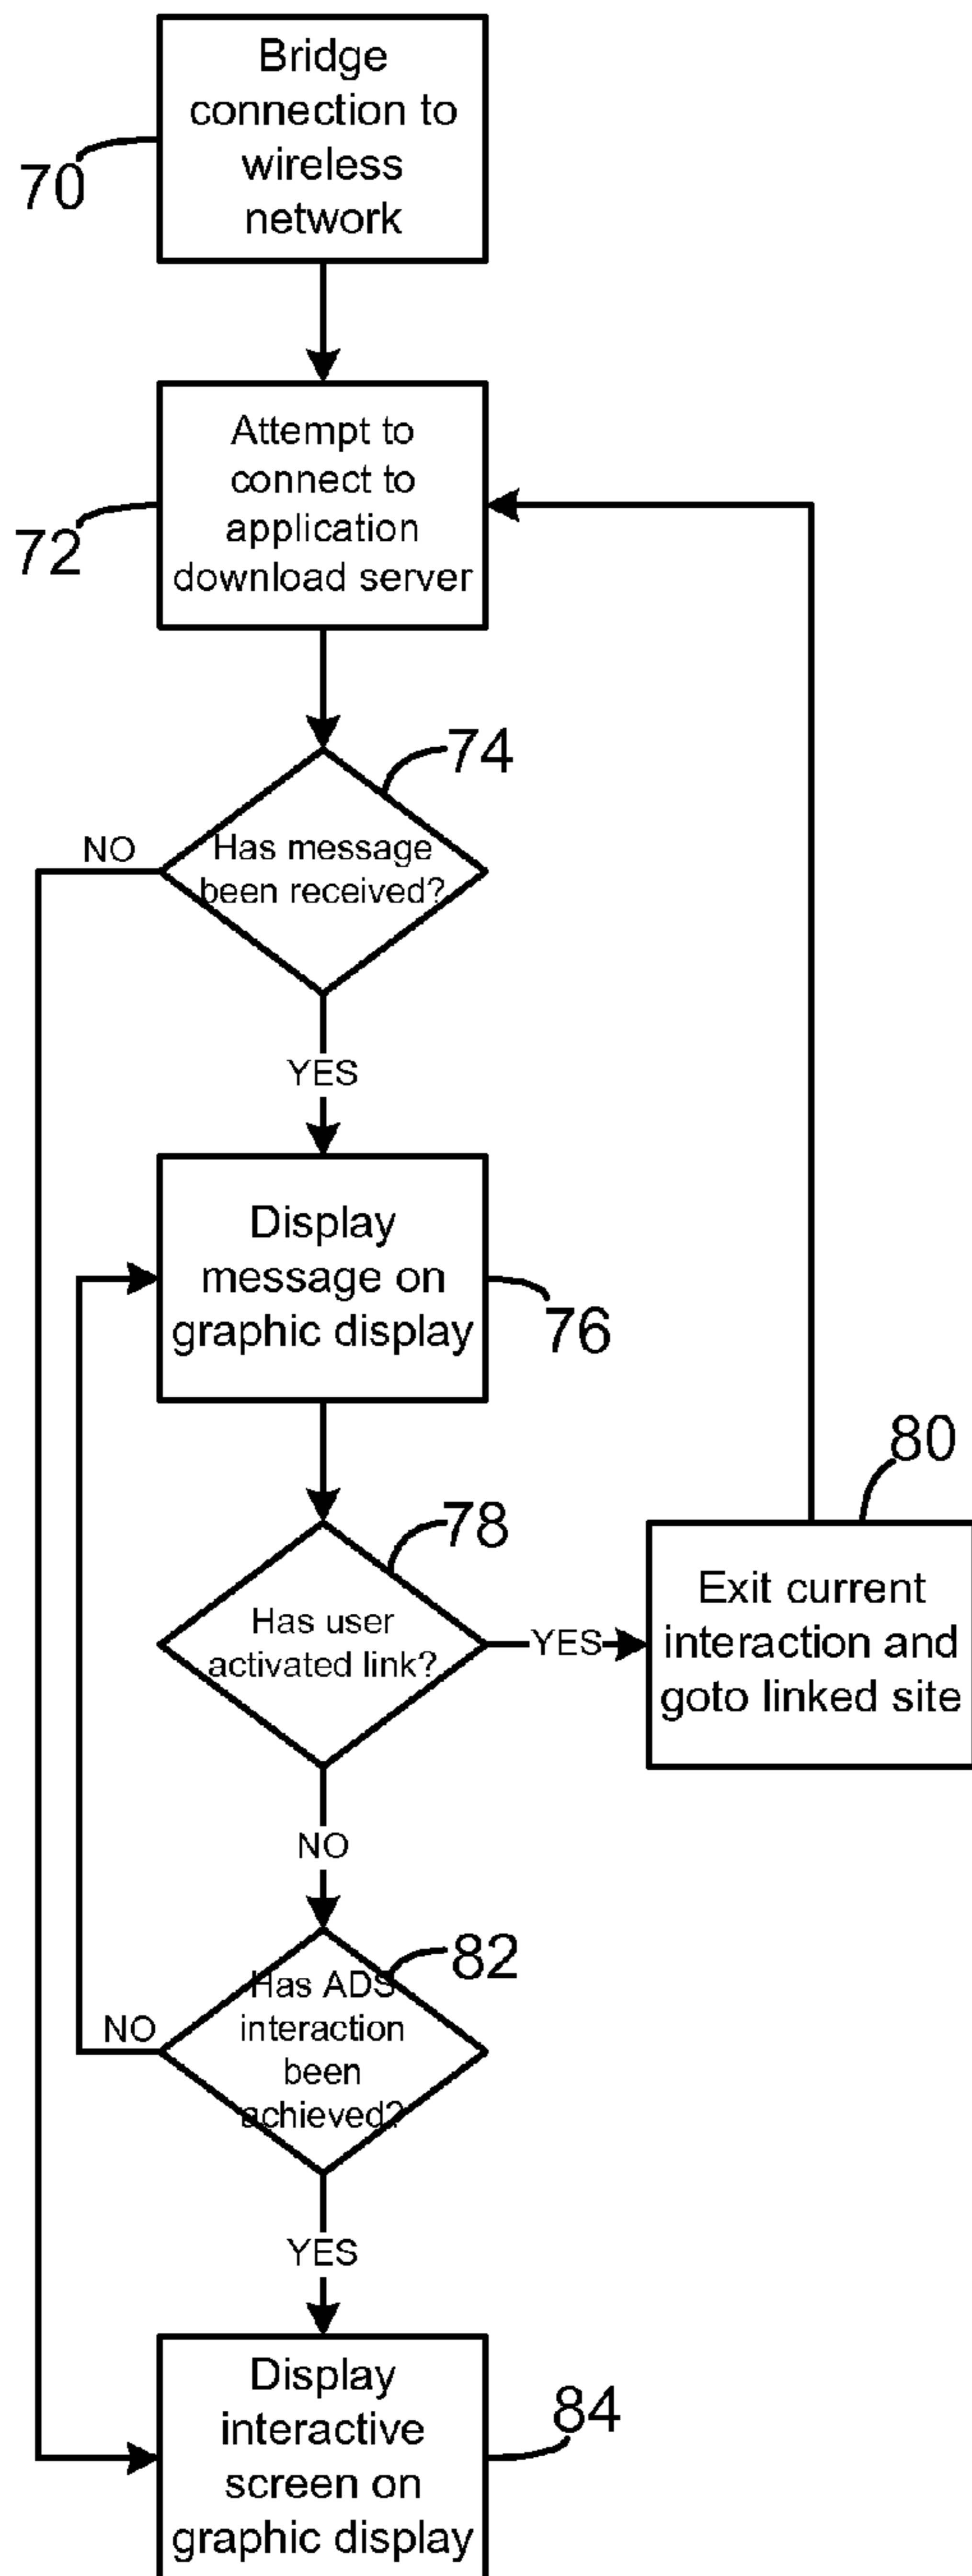 Bridge
connection to
wireless
network
70
Attempt to
connect to
application
download server
72
74
NO
Has message
been received?
YES
Display
message on
graphic display
76
80
78
Has user
activated link?
YES
Exit current
interaction and
goto linked site
NO
82
Has ADS
interaction
been
achieved?
NO
YES
Display
interactive
screen on
graphic display
84